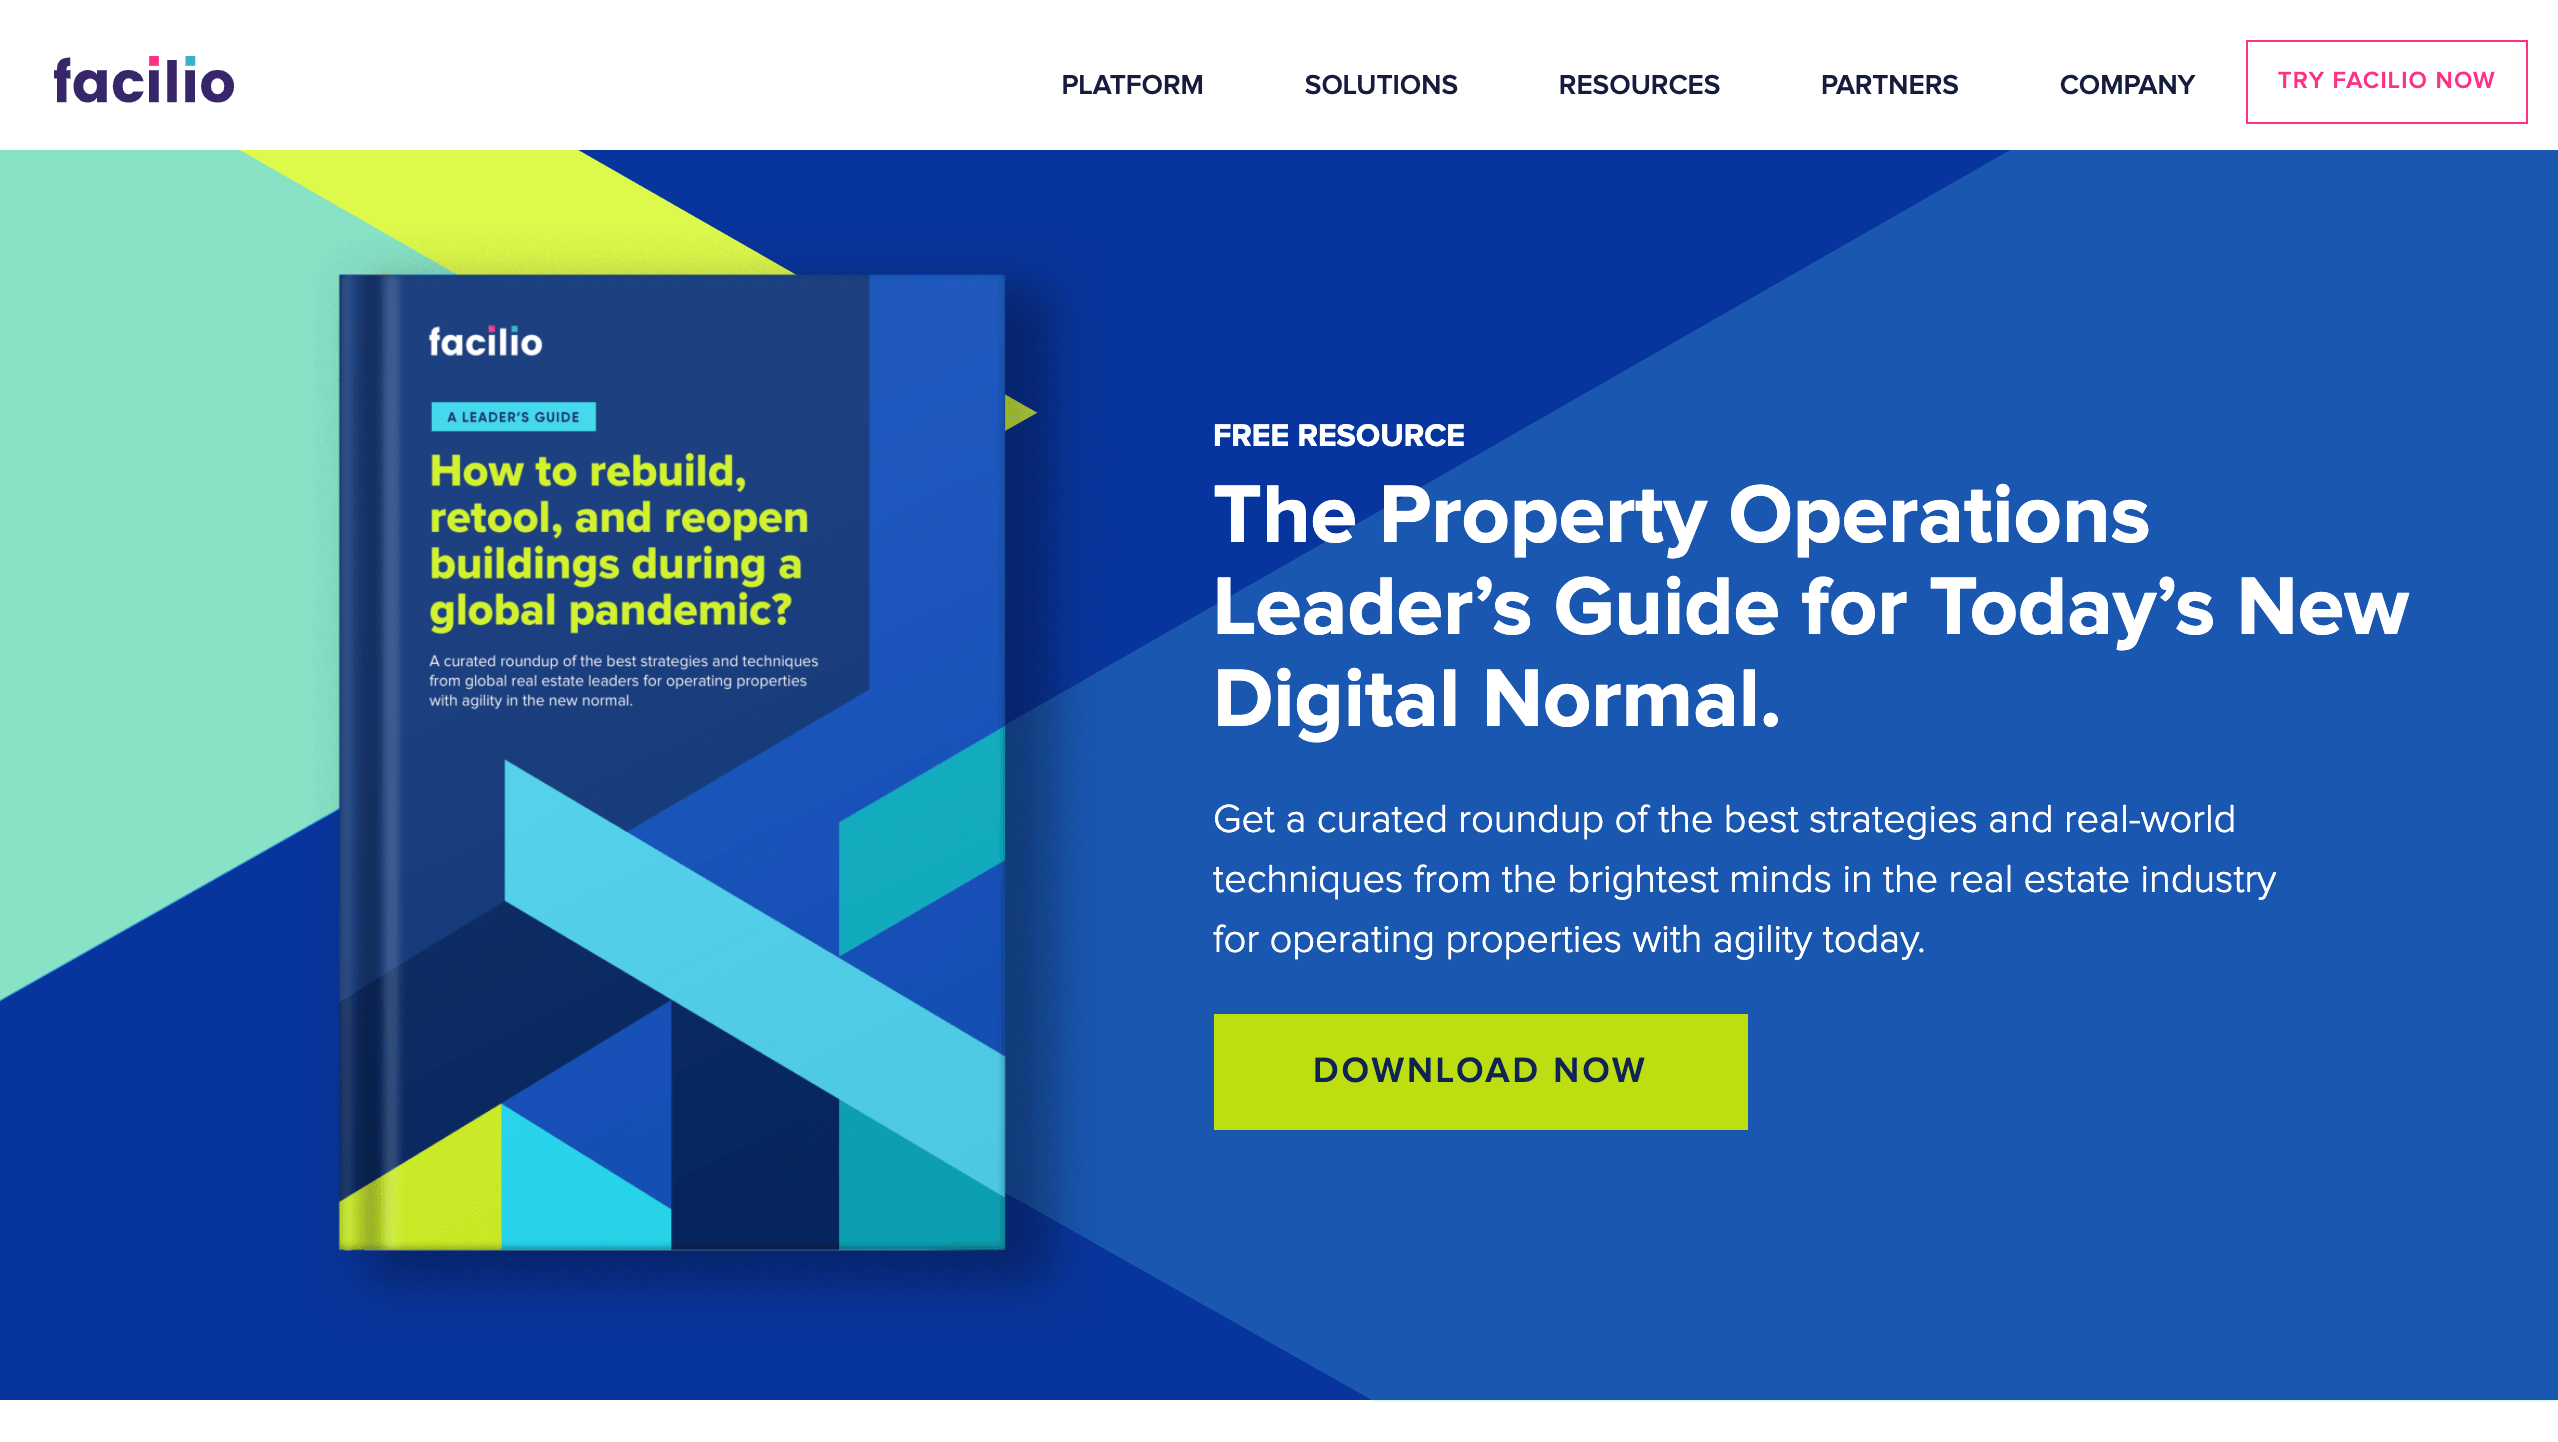 facilio
PLATFORM
SOLUTIONS
RESOURCES
PARTNERS
COMPANY
TRY FACILIO NOW
facilio
A LEADER'S GUIDE
How to rebuild,
retool, and reopen
buildings during a
global pandemic?
A curated roundup of the best strategies and techniques
from global real estate leaders for operating properties
with agility in the new normal.
FREE RESOURCE
The Property Operations
Leader’s Guide for Today’s New
Digital Normal.
Get a curated roundup of the best strategies and real-world
techniques from the brightest minds in the real estate industry
for operating properties with agility today.
DOWNLOAD NOW